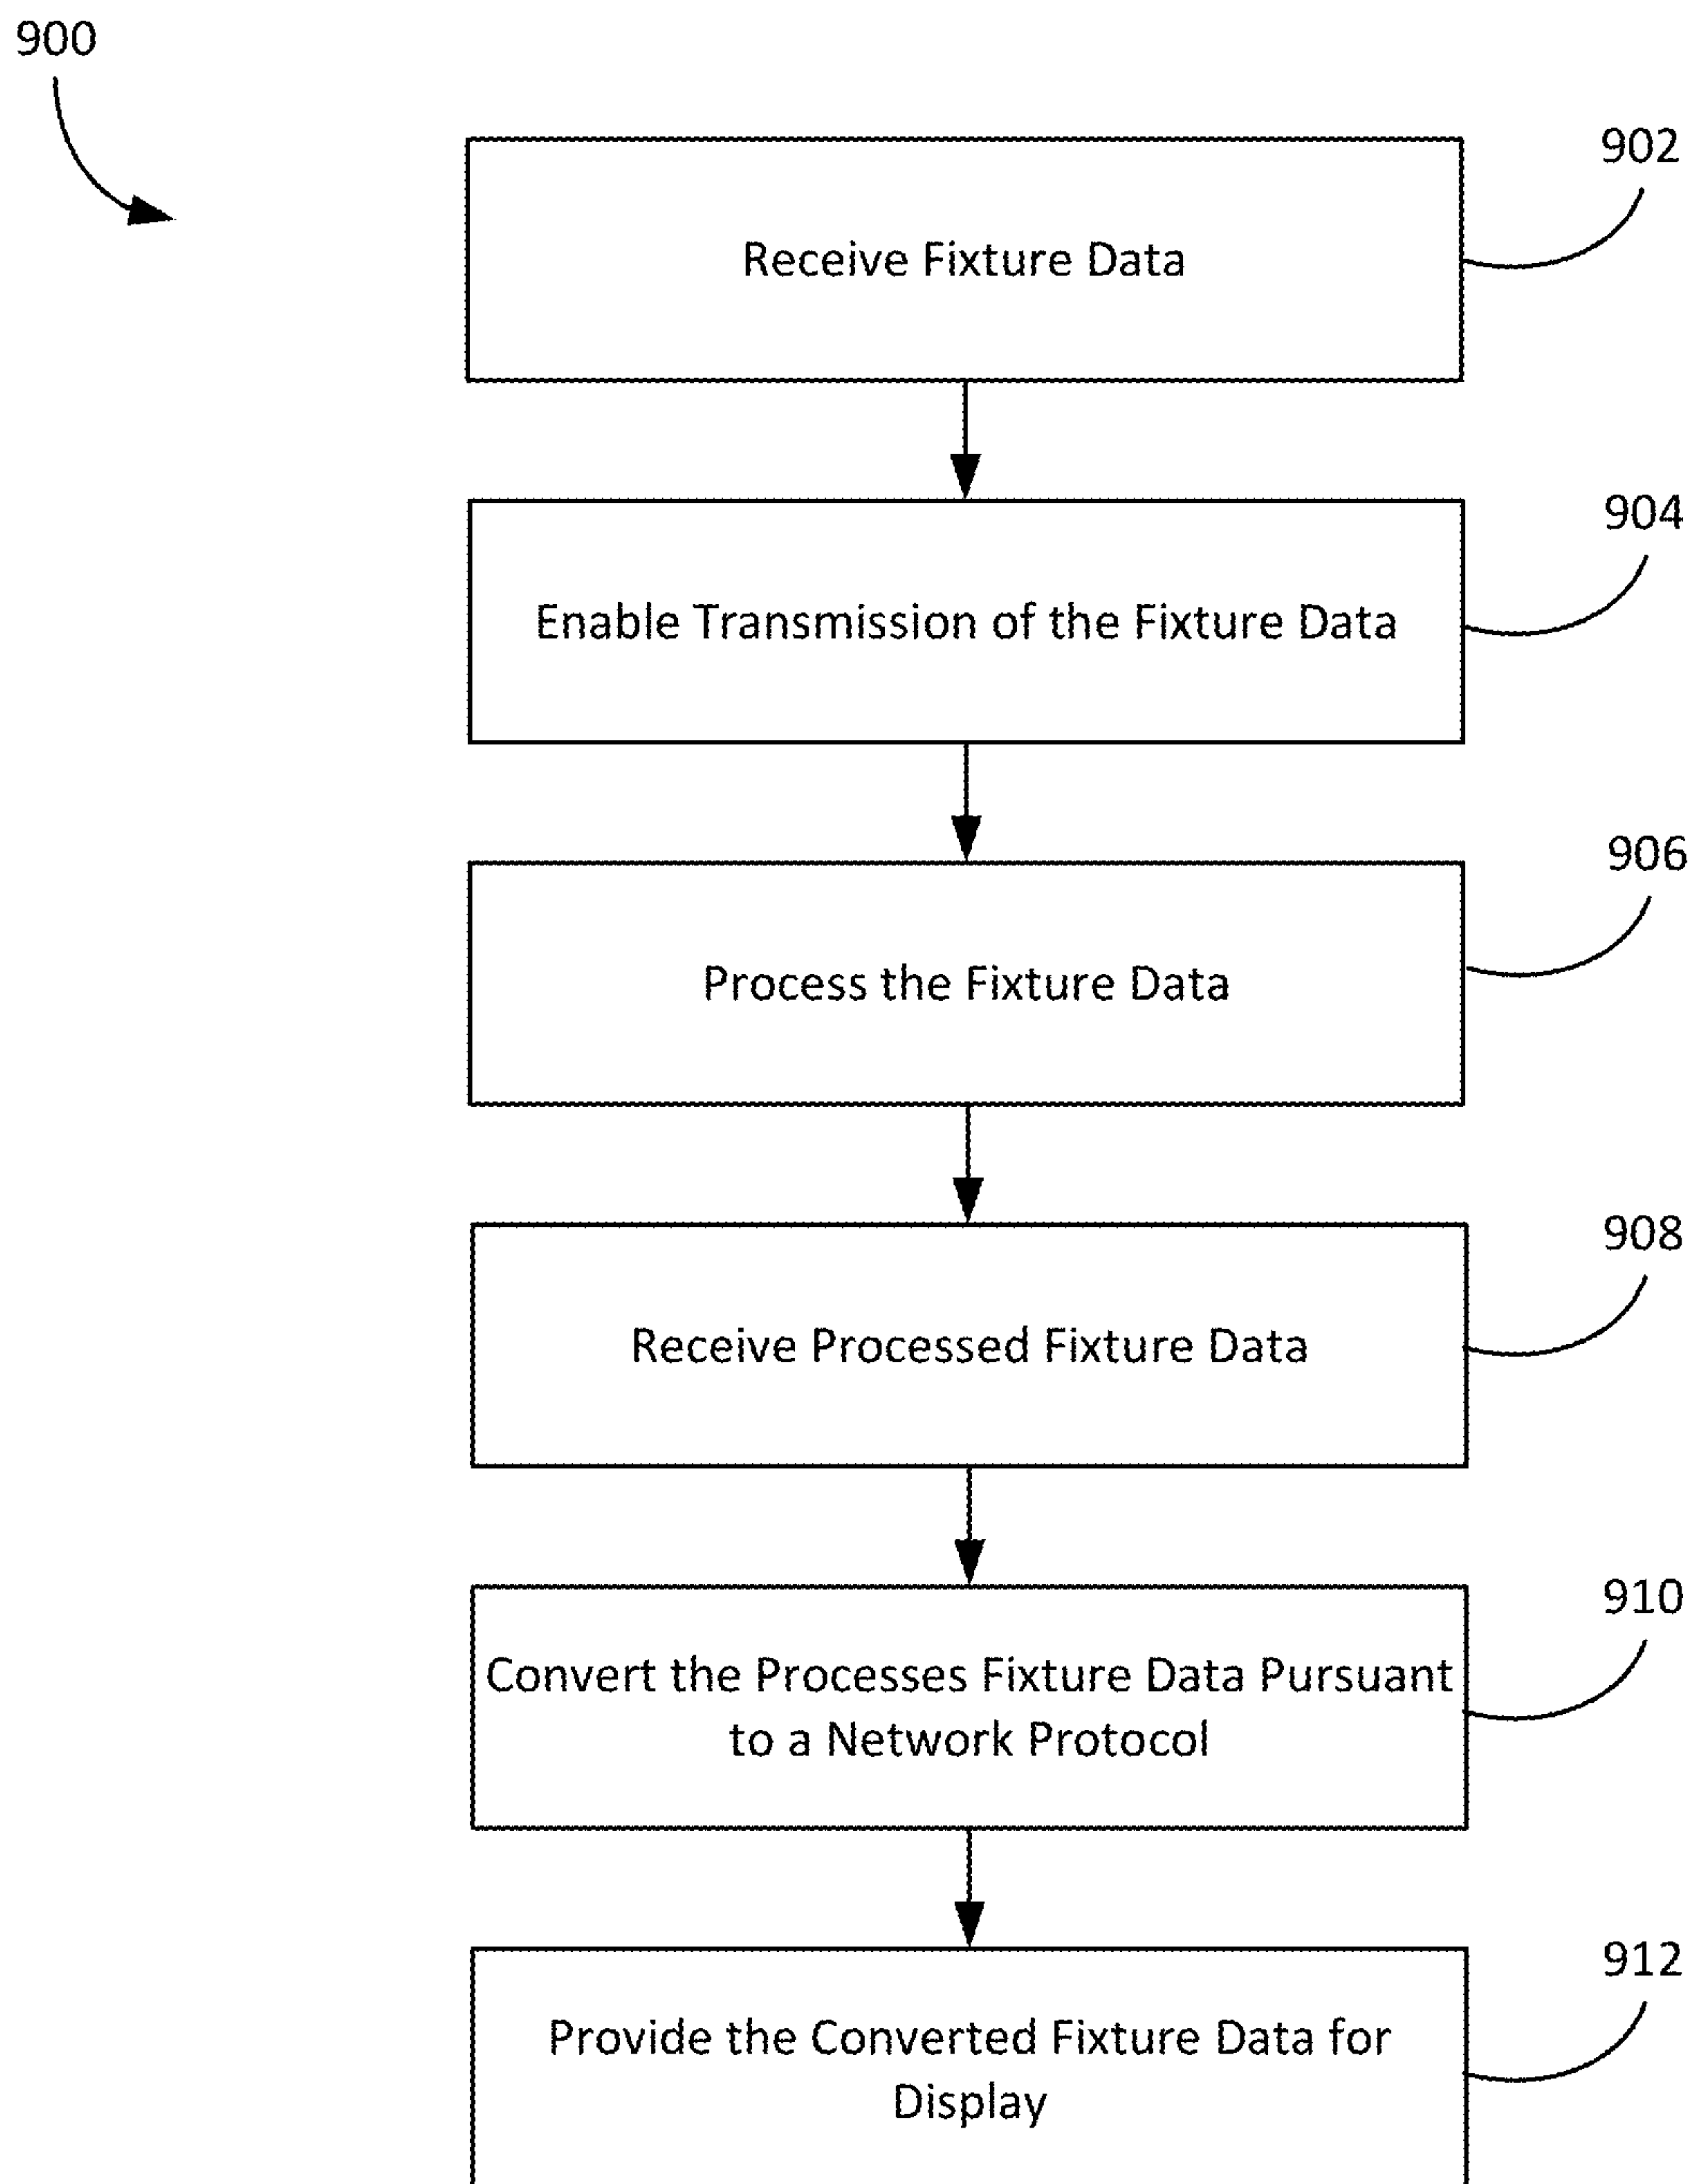 900
902
Receive Fixture Data
904
Enable Transmission of the Fixture Data
906
Process the Fixture Data
908
Receive Processed Fixture Data
910
Convert the Processes Fixture Data Pursuant
to a Network Protocol
912
Provide the Converted Fixture Data for
Display